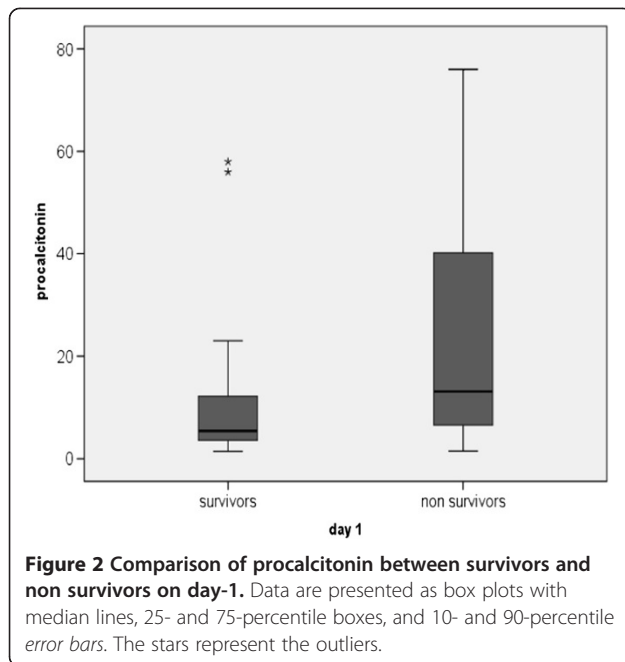 80
60
40
20
0
procalcitonin
*
*
survivors
non survivors
day 1
Figure 2 Comparison of procalcitonin between survivors and
non survivors on day-1. Data are presented as box plots with
median lines, 25- and 75-percentile boxes, and 10- and 90-percentile
error bars. The stars represent the outliers.